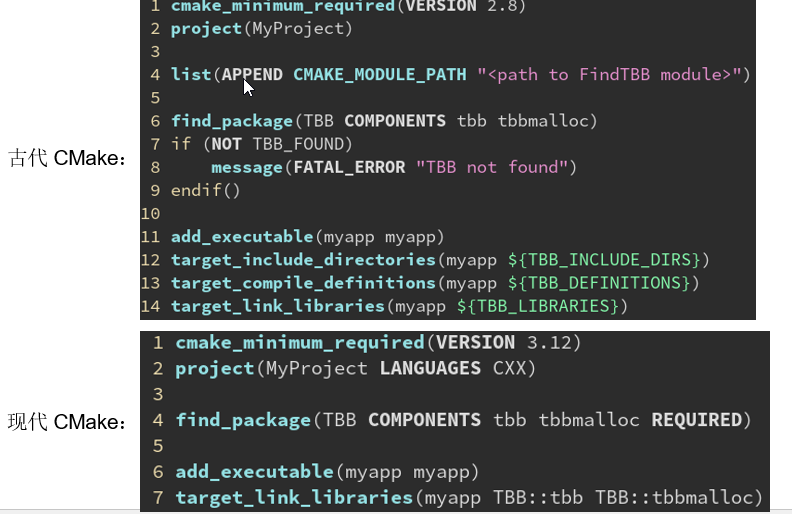 1 cmake_minimum_required(VERSION 2.8)
2 project(MyProject)
3
4 list(APPEND CMAKE_MODULE_PATH "<path to FindTBB module>")
5
6 find_package(TBB COMPONENTS tbb tbbmalloc)
7 if (NOT TBB_FOUND)
8     message(FATAL_ERROR "TBB not found")
9 endif()
10
11 add_executable(myapp myapp)
12 target_include_directories(myapp ${TBB_INCLUDE_DIRS})
13 target_compile_definitions(myapp ${TBB_DEFINITIONS})
14 target_link_libraries(myapp ${TBB_LIBRARIES})
古代 CMake：
1 cmake_minimum_required(VERSION 3.12)
2 project(MyProject LANGUAGES CXX)
3
4 find_package(TBB COMPONENTS tbb tbbmalloc REQUIRED)
5
6 add_executable(myapp myapp)
7 target_link_libraries(myapp TBB::tbb TBB::tbbmalloc)
现代 CMake：